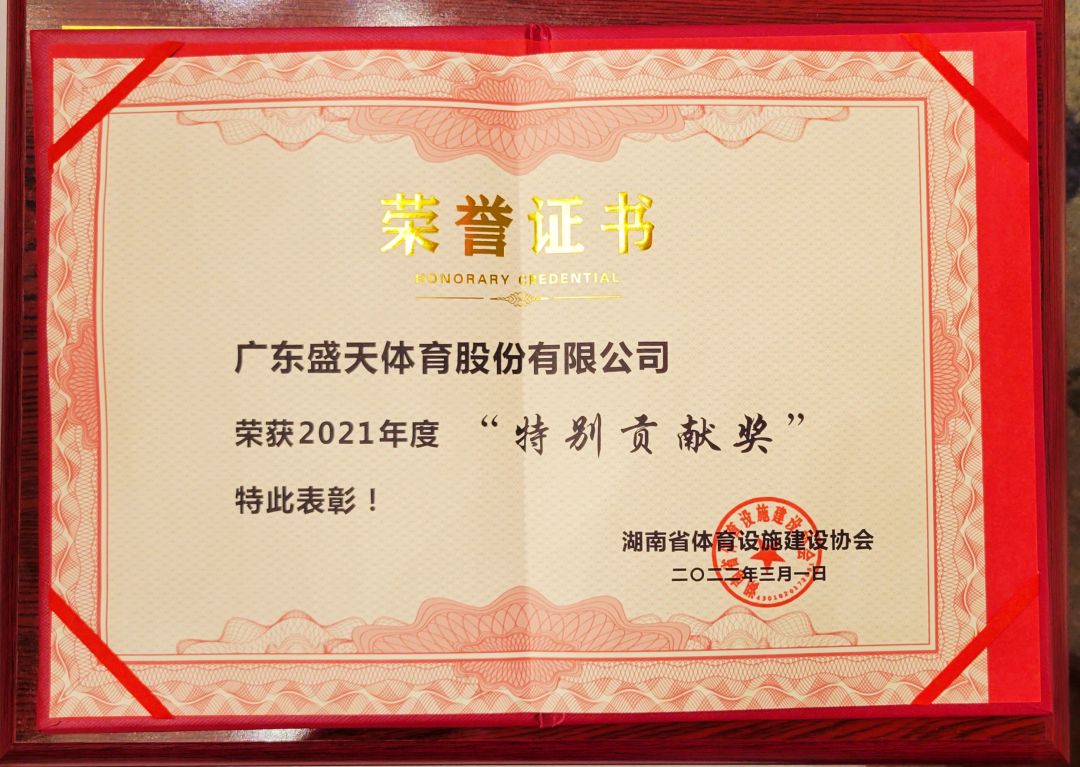 荣誉证书
HONORARY CREDENTIAL
广东盛天体育股份有限公司
荣获2021年度 “特别贡献奖”
特此表彰！
湖南省体育设施建设协会
二〇二二年三月一日